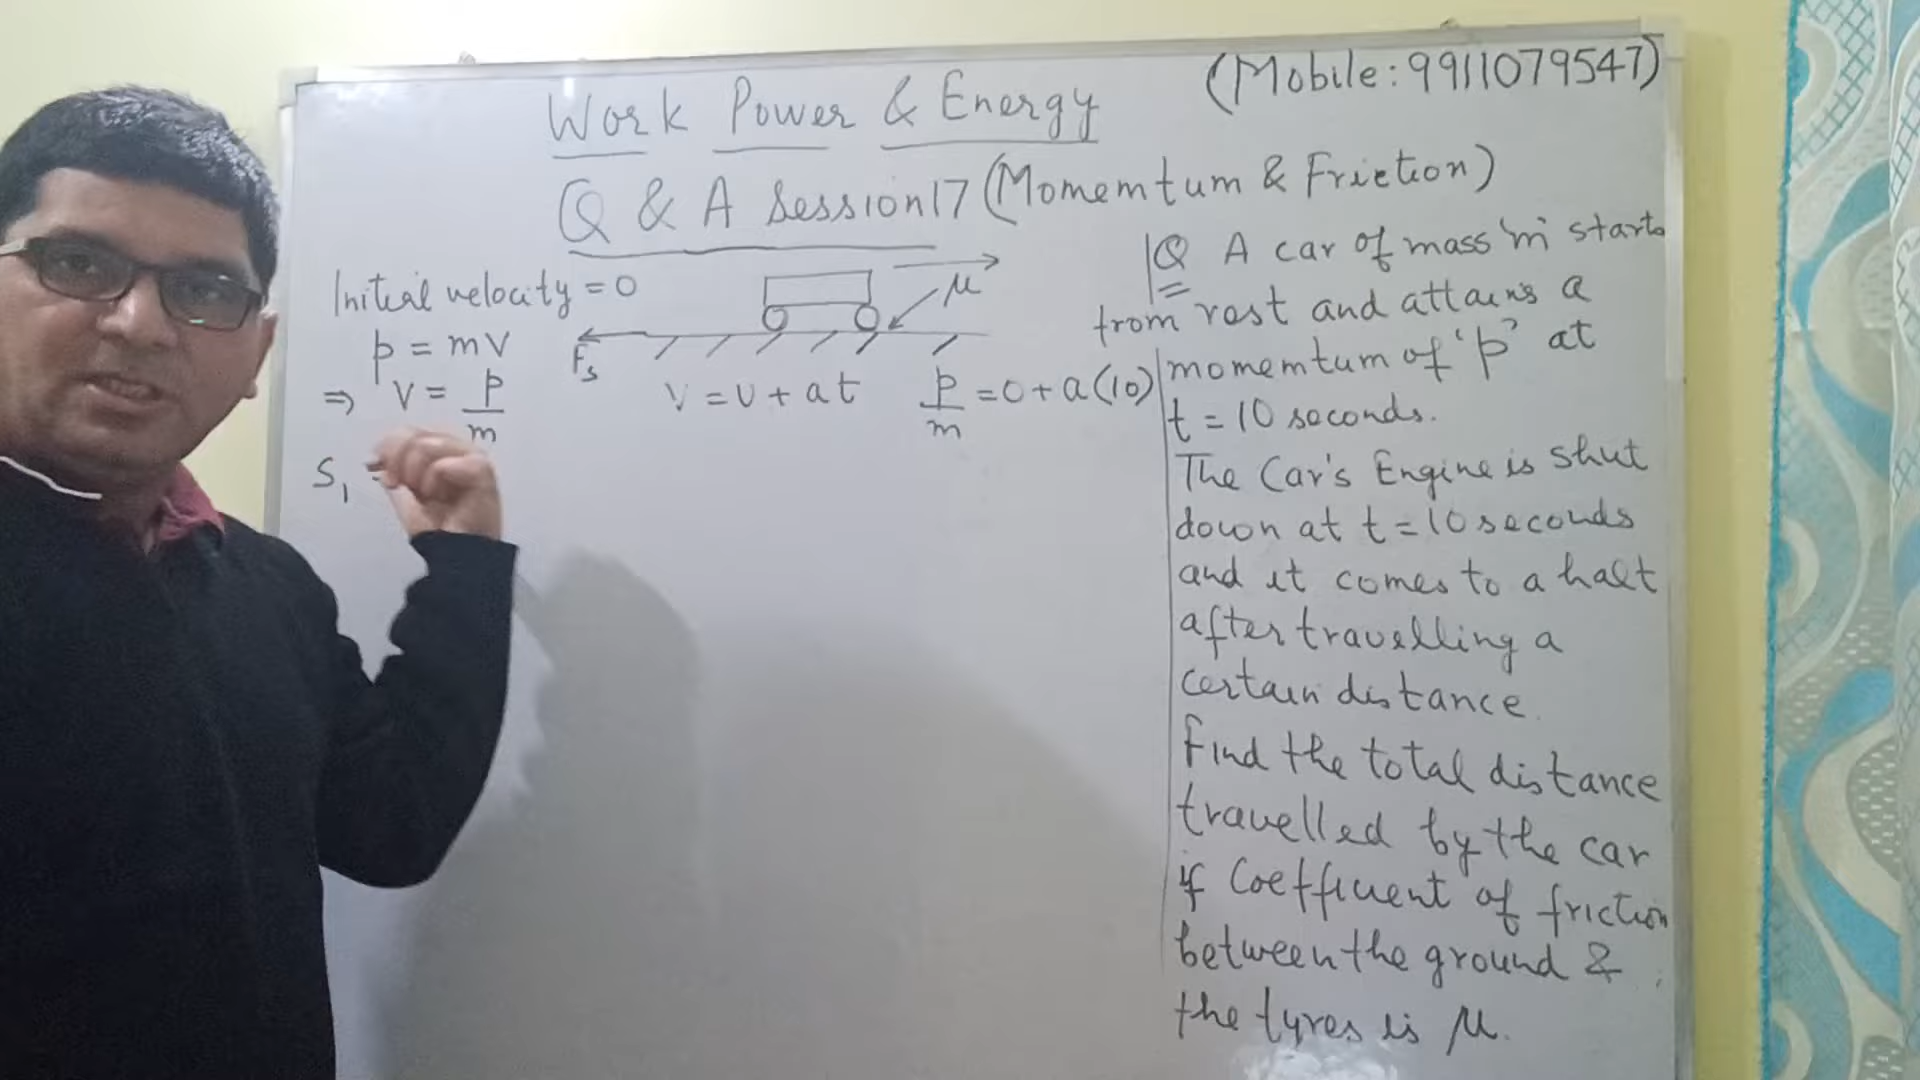 (Mobile: 9911079547)
Work Power & Energy
Q & A Session 17 (Momemtum & Friction)
Initial velocity = 0
p = mv
⇒ v = p/m
S₁ =
μ
Fs
v = u + at
p/m = 0 + a(10)
Q A car of mass 'm' starts
from rest and attains a
momemtum of 'p' at
t = 10 seconds.
The Car's Engine is shut
down at t = 10 seconds
and it comes to a halt
after travelling a
certain distance.
Find the total distance
travelled by the car
if Coefficient of friction
between the ground &
the tyres is μ.